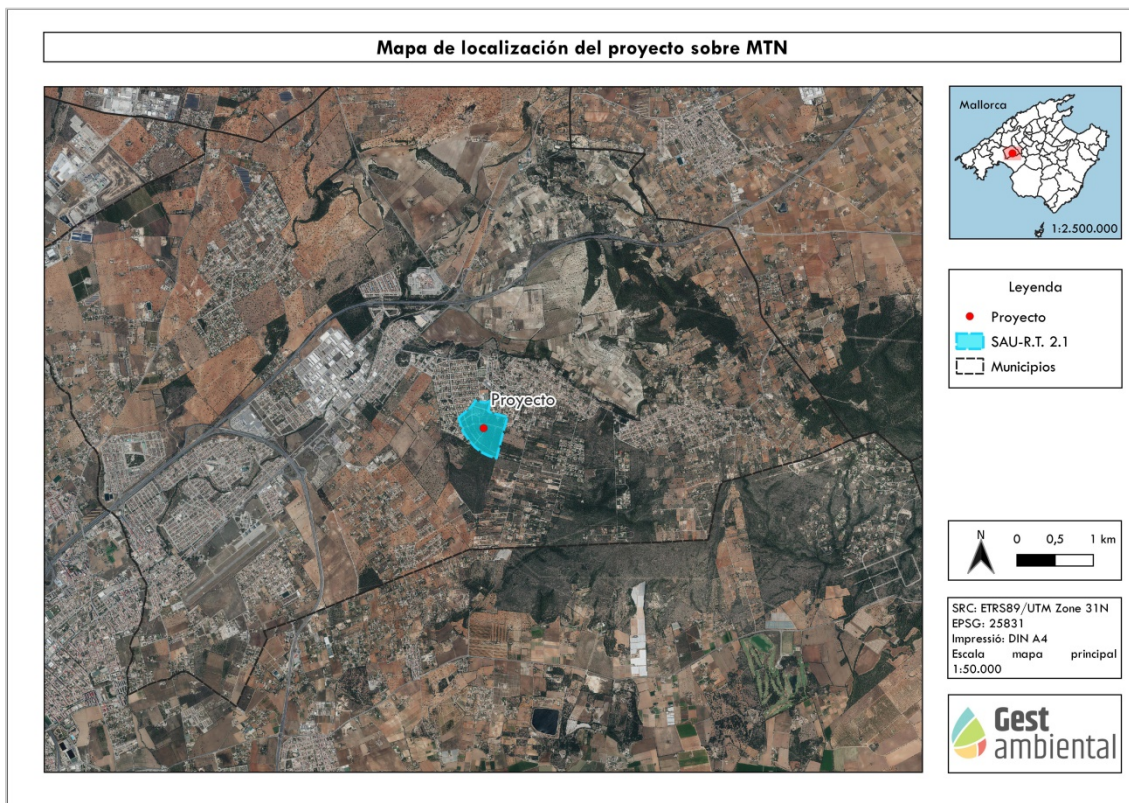 Mapa de localización del proyecto sobre MTN
Proyecto
Mallorca
1:2.500.000
Leyenda
Proyecto
SAU-R.T. 2.1
Municipios
N
0 0,5 1 km
SRC: ETRS89/UTM Zone 31N
EPSG: 25831
Impressió: DIN A4
Escala mapa principal
1:50.000
Gest
ambiental